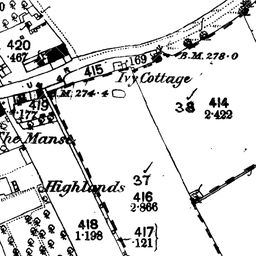 420
.467
415
169
B.M. 278.0
Ivy Cottage
B.M. 274.4
419
.177
38
414
2.422
The Manse
Highlands
37
416
2.866
B
418
1.198
417
.121